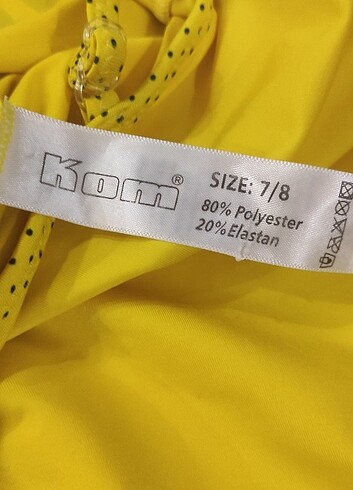 Kom®
SIZE: 7/8
80% Polyester
20% Elastan